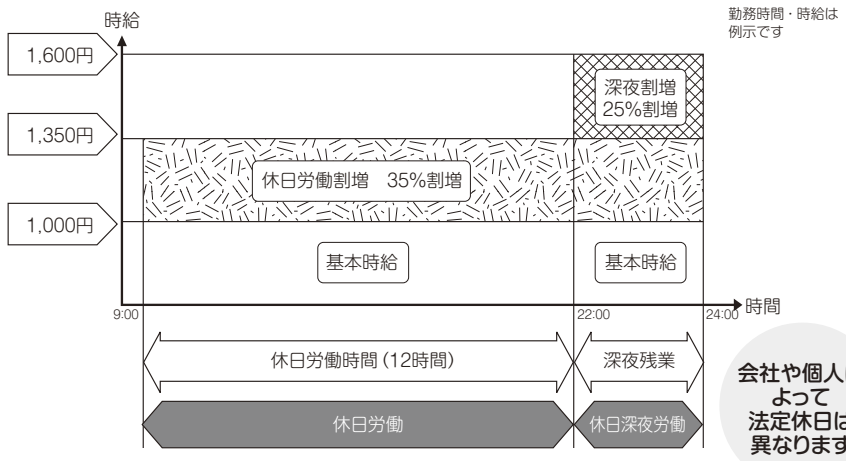 勤務時間・時給は
例示です
時給
1,600円
1,350円
1,000円
深夜割増
25%割増
休日労働割増 35%割増
基本時給
基本時給
9:00
22:00
24:00
時間
休日労働時間(12時間)
深夜残業
休日労働
休日深夜労働
会社や個人に
よって
法定休日は
異なります